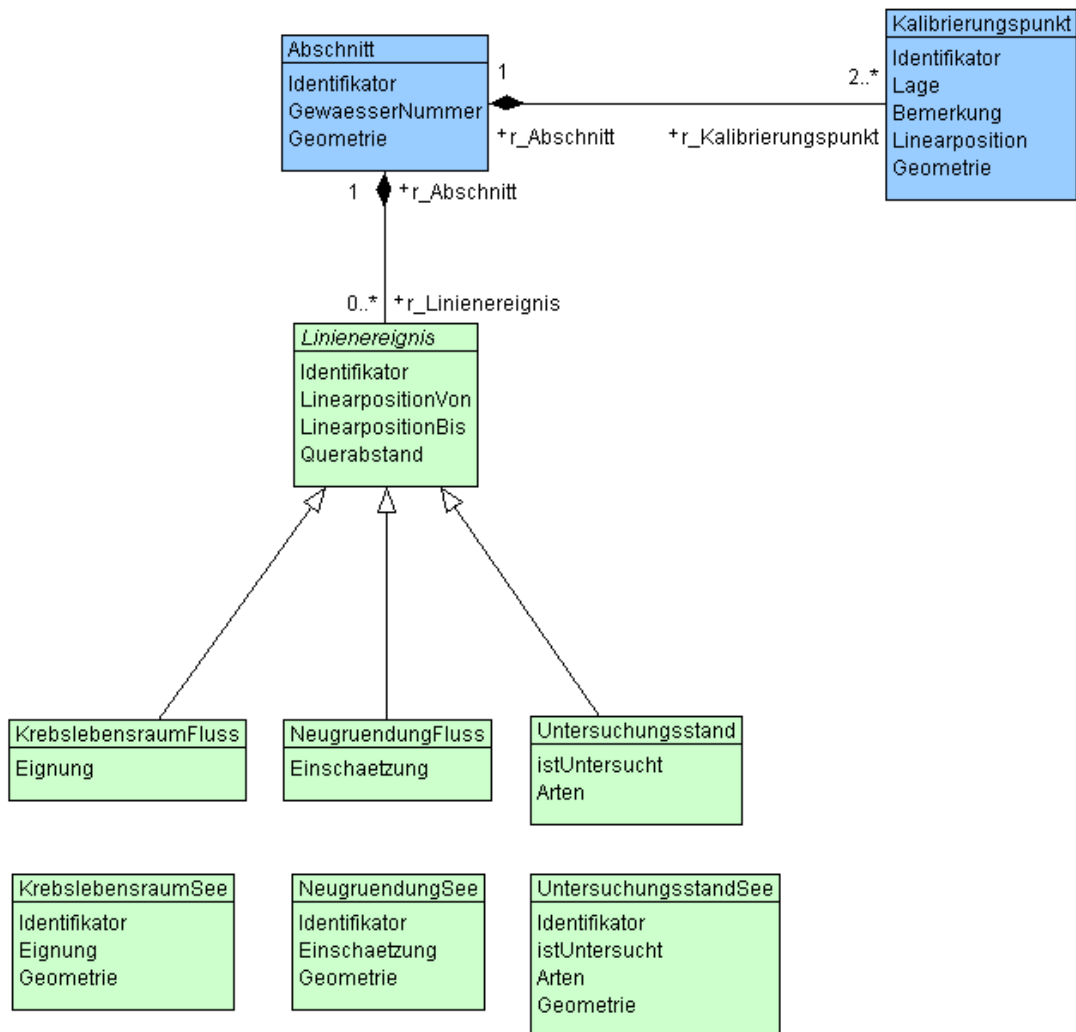 Abschnitt
Identifikator
GewaesserNummer
Geometrie
1
2..*
+r_Abschnitt
+r_Kalibrierungspunkt
Kalibrierungspunkt
Identifikator
Lage
Bemerkung
Linearposition
Geometrie
1
+r_Abschnitt
0..*
+r_Linienereignis
Linienereignis
Identifikator
LinearpositionVon
LinearpositionBis
Querabstand
KrebslebensraumFluss
Eignung
NeugruendungFluss
Einschaetzung
Untersuchungsstand
istUntersucht
Arten
KrebslebensraumSee
Identifikator
Eignung
Geometrie
NeugruendungSee
Identifikator
Einschaetzung
Geometrie
UntersuchungsstandSee
Identifikator
istUntersucht
Arten
Geometrie